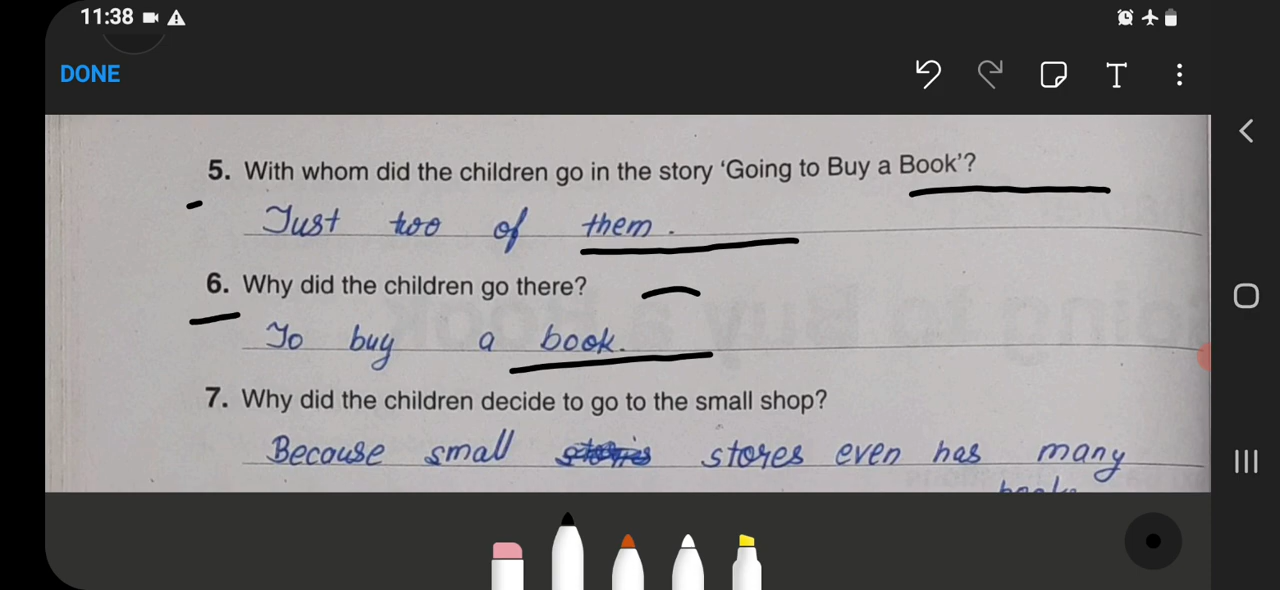 11:38
DONE
T
5. With whom did the children go in the story 'Going to Buy a Book'?
Just too of them.
6. Why did the children go there?
To buy a book.
7. Why did the children decide to go to the small shop?
Because small stores even has many